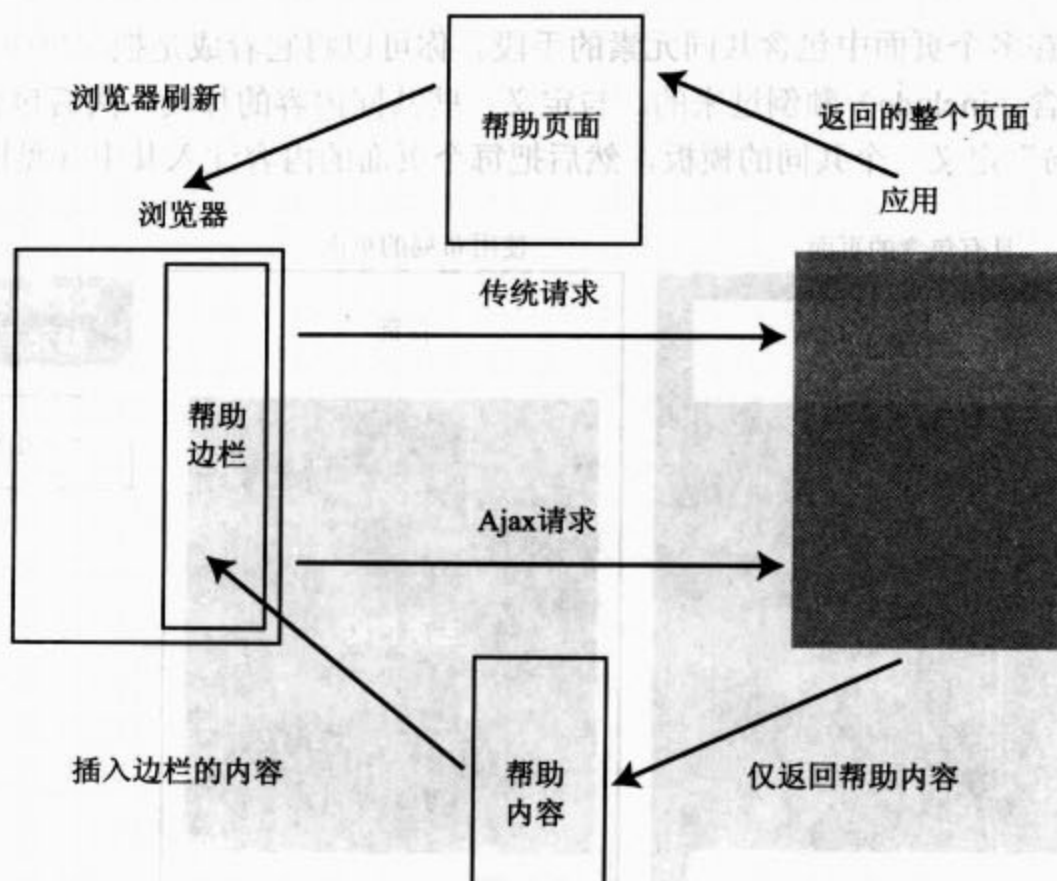 浏览器刷新
帮助页面
返回的整个页面
浏览器
应用
传统请求
帮助
边栏
Ajax请求
插入边栏的内容
帮助
内容
仅返回帮助内容